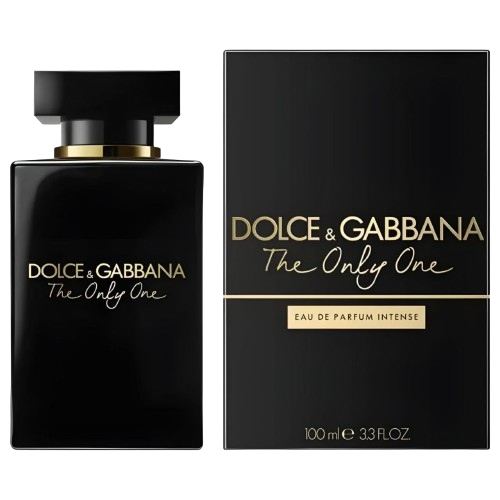 DOLCE & GABBANA
The Only One
DOLCE & GABBANA
The Only One
EAU DE PARFUM INTENSE
100 ml e 3.3 FL.OZ.